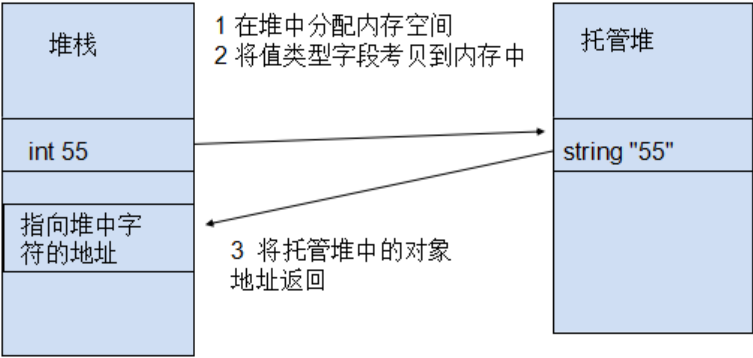 堆栈
1 在堆中分配内存空间
2 将值类型字段考贝到内存中
托管堆
int 55
string "55"
指向堆中字
符的地址
3 将托管堆中的对象
地址返回